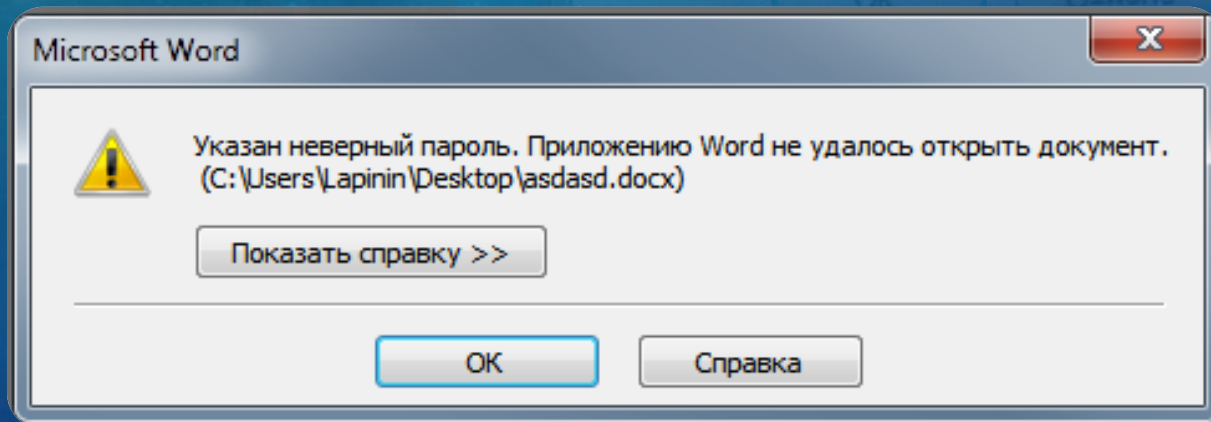 Microsoft Word
Указан неверный пароль. Приложению Word не удалось открыть документ.
(C:\Users\Lapinin\Desktop\asdasd.docx)
Показать справку >>
ОК
Справка